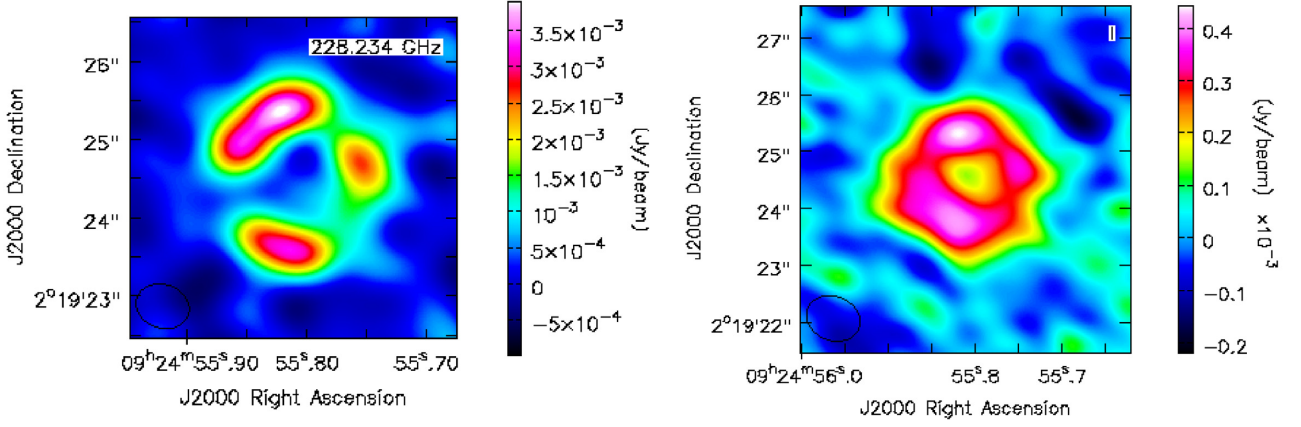 228.234 GHz
26"
25"
24"
2°19'23"
09ʰ24ᵐ55ˢ.90 55ˢ.80 55ˢ.70
J2000 Right Ascension
J2000 Declination
3.5×10⁻³
3×10⁻³
2.5×10⁻³
2×10⁻³
1.5×10⁻³
10⁻³
5×10⁻⁴
0
−5×10⁻⁴
(Jy/beam)
I
27"
26"
25"
24"
23"
2°19'22"
09ʰ24ᵐ56ˢ.0 55ˢ.8 55ˢ.7
J2000 Right Ascension
J2000 Declination
0.4
0.3
0.2
0.1
0
−0.1
−0.2
(Jy/beam) ×10⁻³